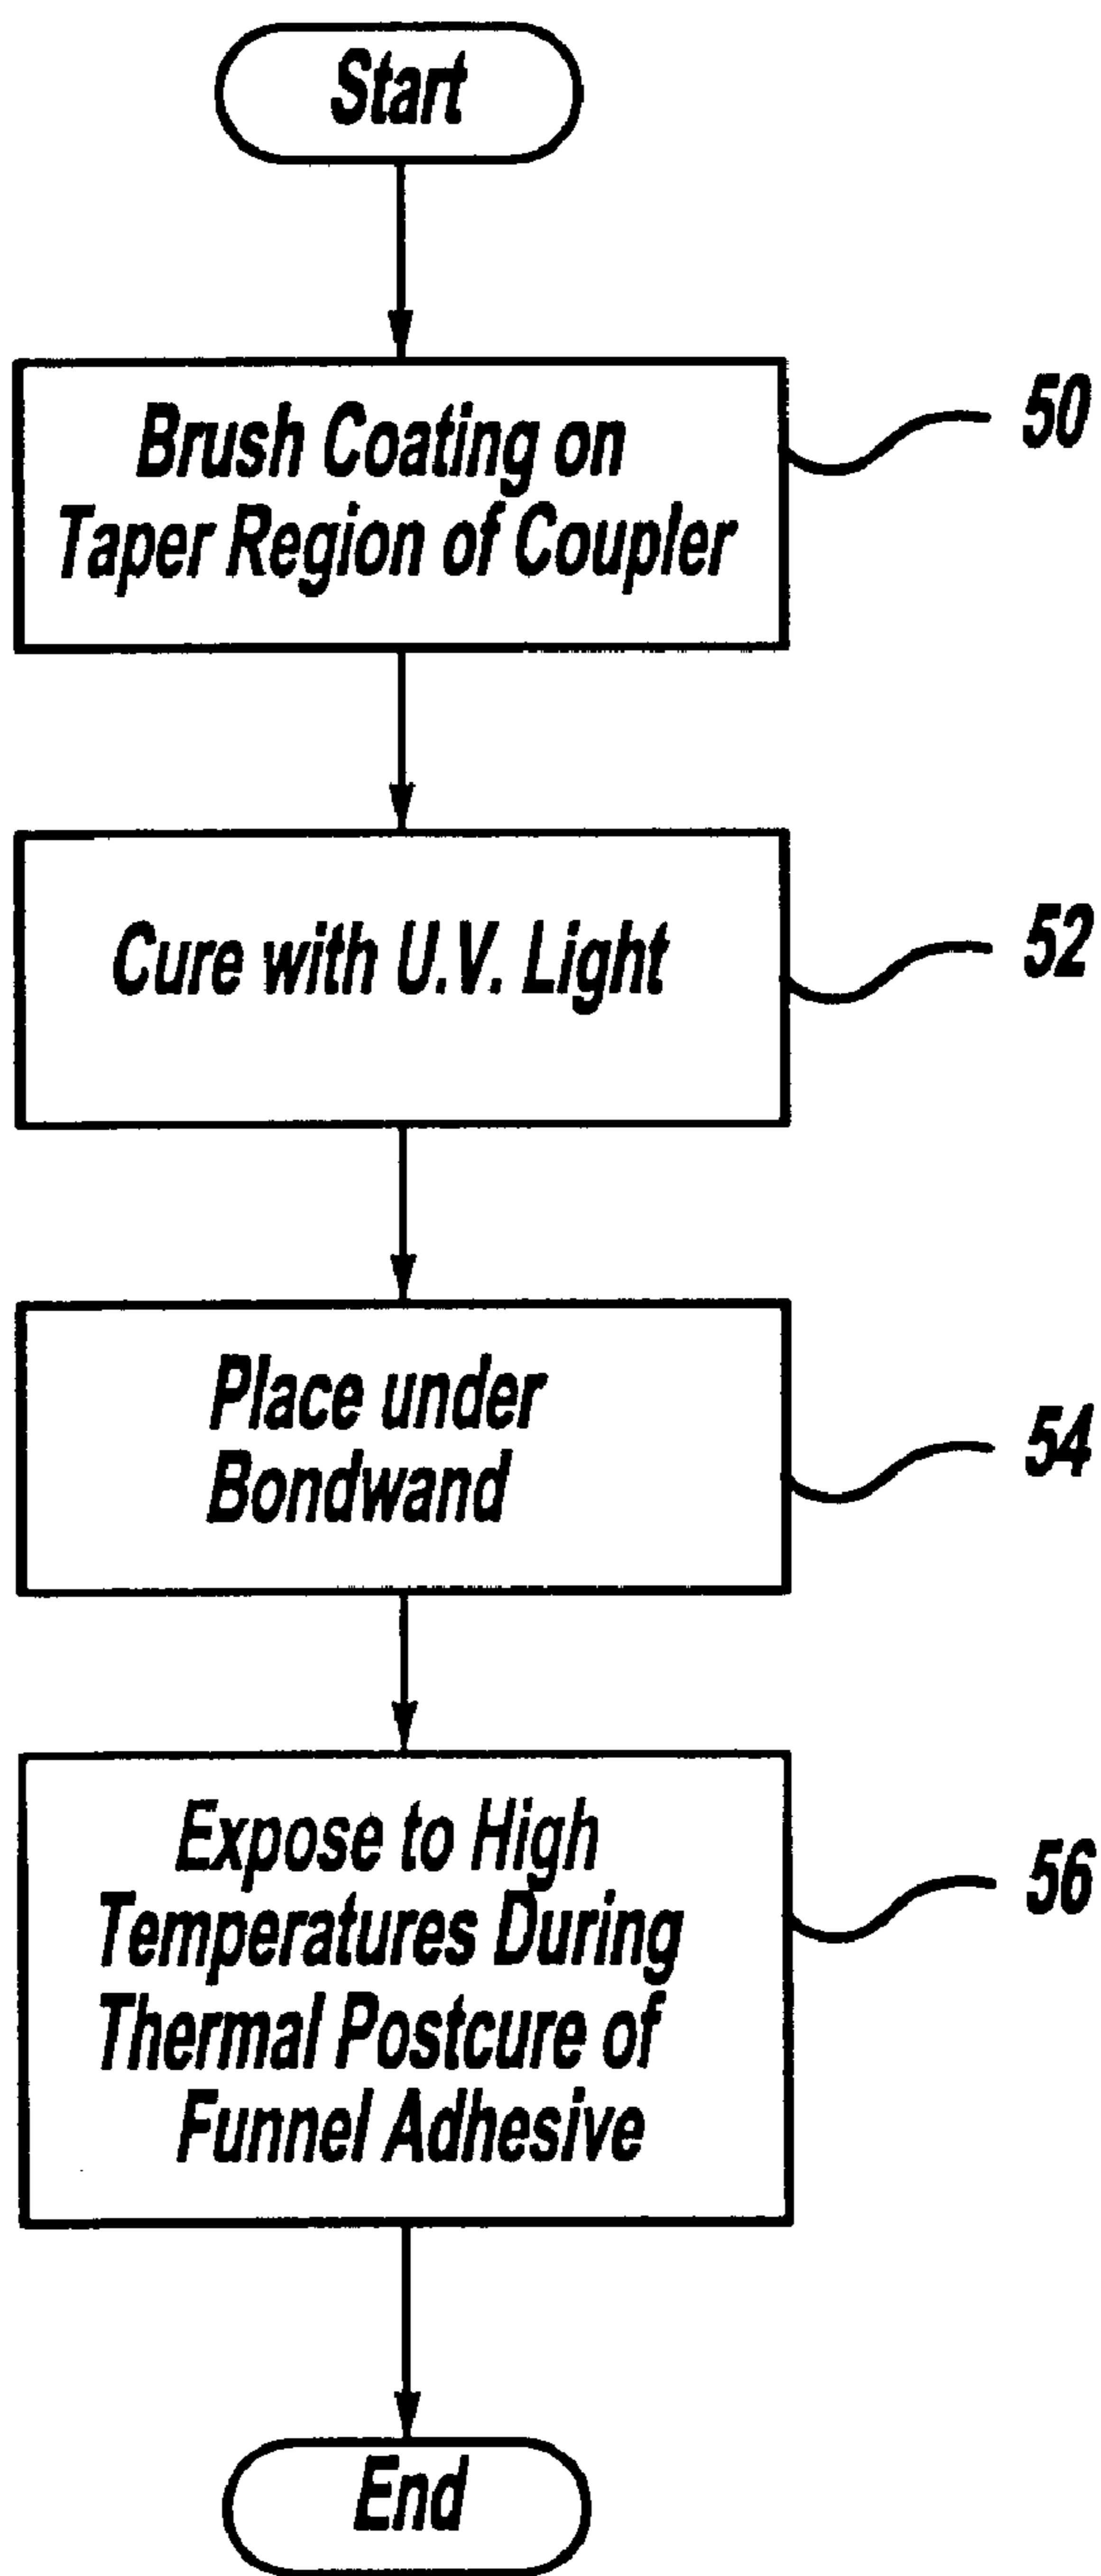 Start
Brush Coating on
Taper Region of Coupler
50
Cure with U.V. Light
52
Place under
Bondwand
54
Expose to High
Temperatures During
Thermal Postcure of
Funnel Adhesive
56
End